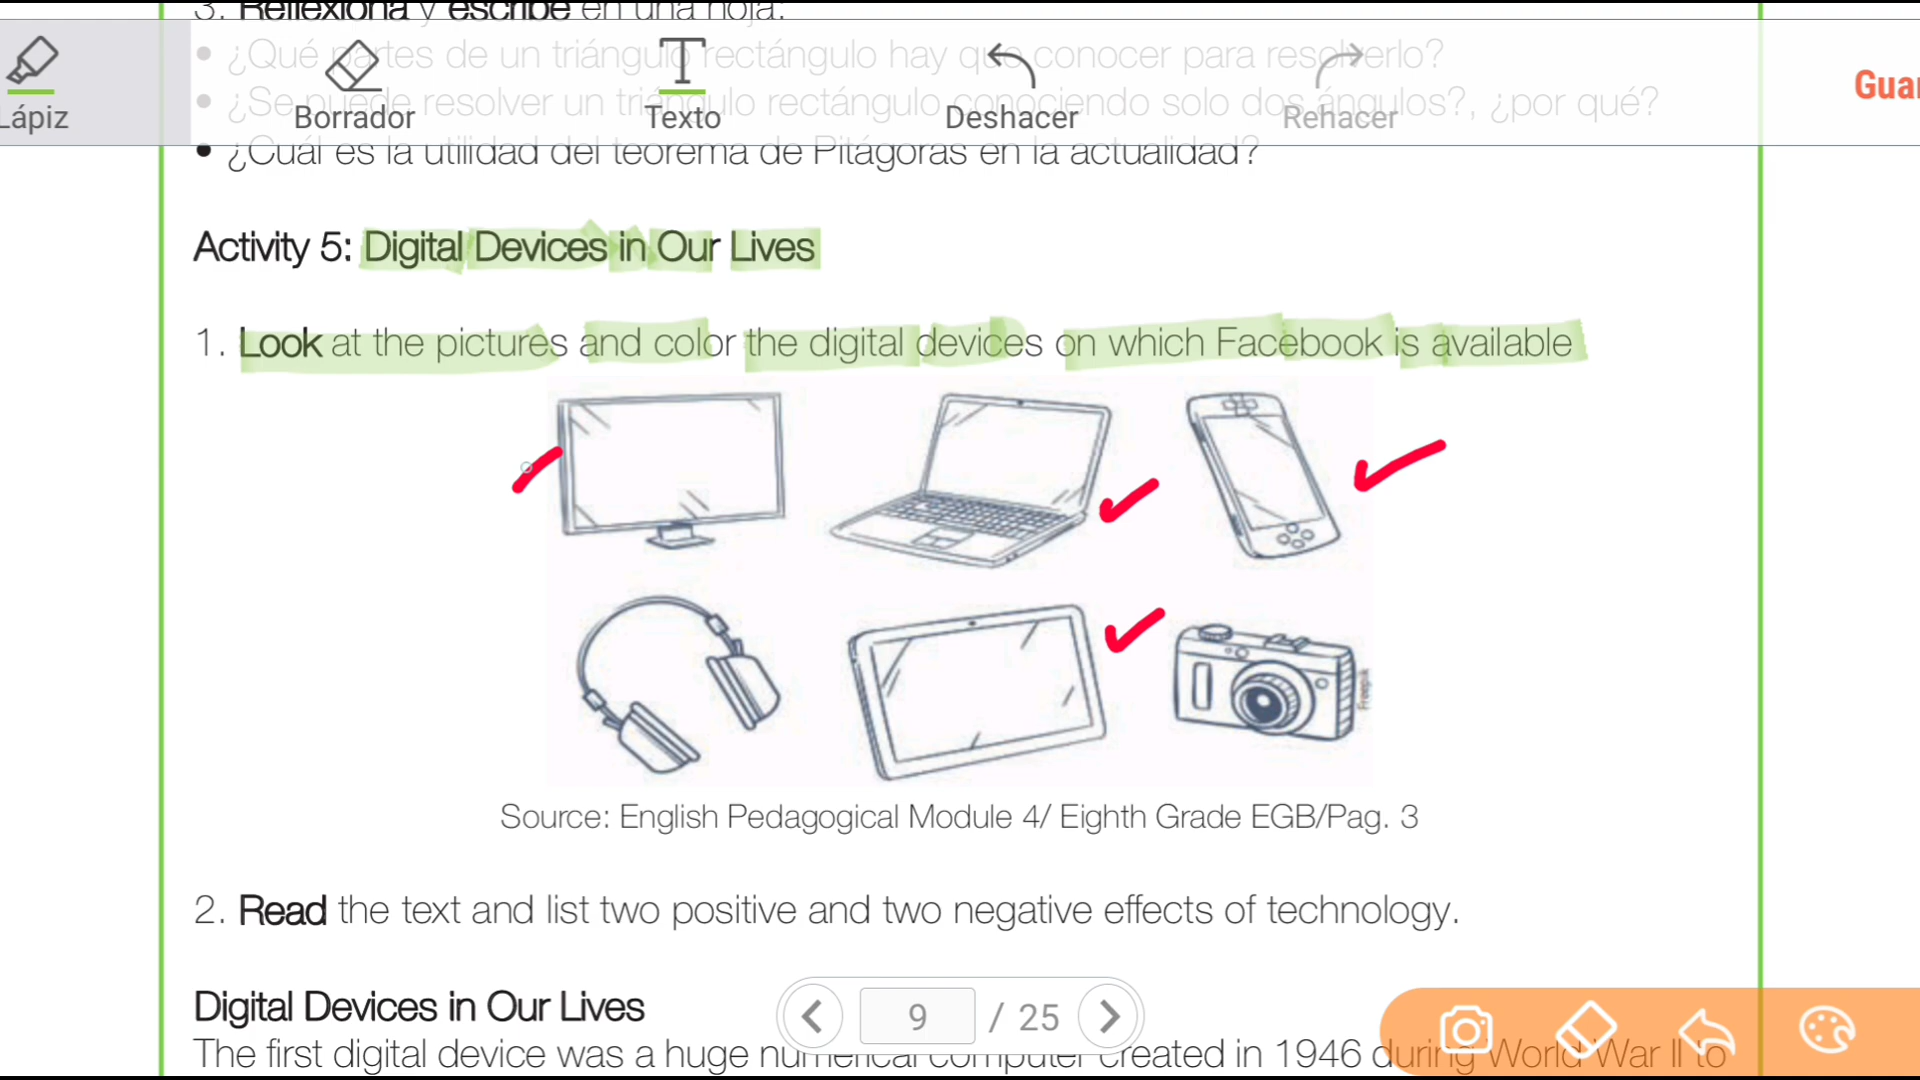 3. Reflexiona y escribe en una hoja:
• ¿Qué partes de un triángulo rectángulo hay que conocer para resolverlo?
• ¿Se puede resolver un triángulo rectángulo conociendo solo dos ángulos?, ¿por qué?
Lápiz Borrador Texto Deshacer Rehacer Guar
• ¿Cuál es la utilidad del teorema de Pitágoras en la actualidad?
Activity 5: Digital Devices in Our Lives
1. Look at the pictures and color the digital devices on which Facebook is available
Freepik
Source: English Pedagogical Module 4/ Eighth Grade EGB/Pag. 3
2. Read the text and list two positive and two negative effects of technology.
Digital Devices in Our Lives
9 / 25
The first digital device was a huge numerical computer created in 1946 during World War II to